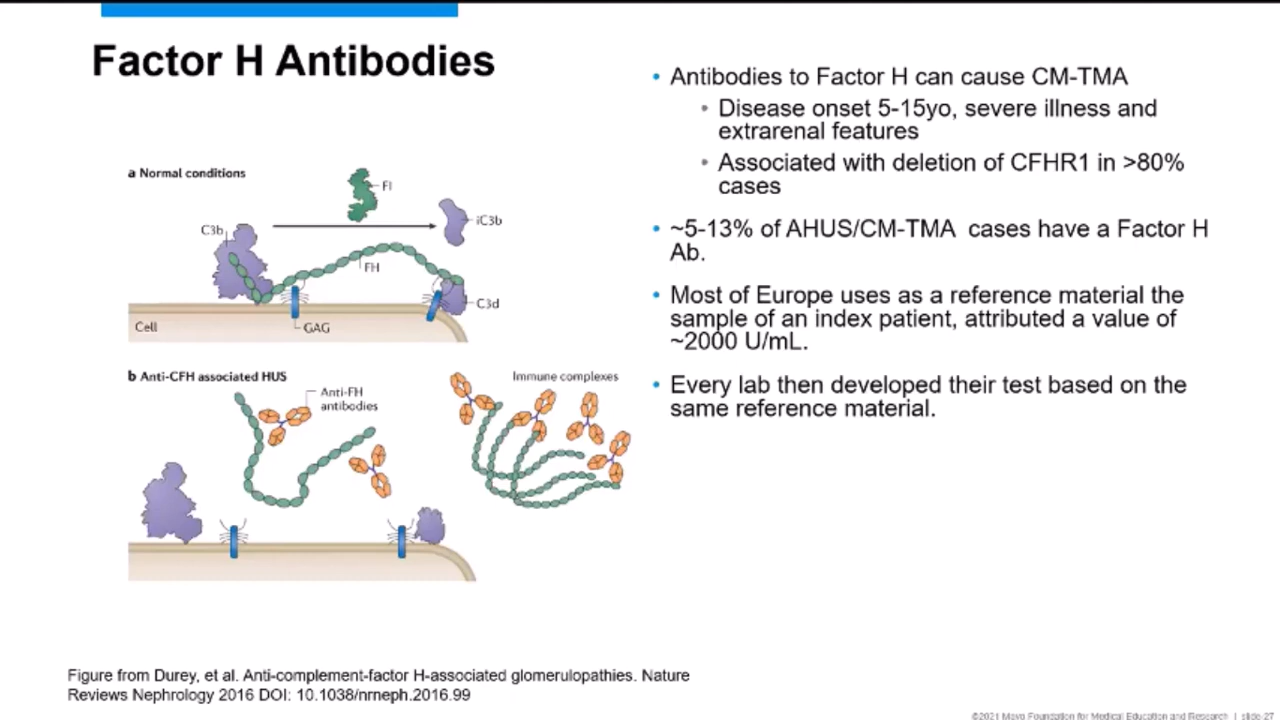 Factor H Antibodies
a Normal conditions
FI
C3b
iC3b
FH
C3d
Cell
GAG
b Anti-CFH associated HUS
Anti-FH
antibodies
Immune complexes
• Antibodies to Factor H can cause CM-TMA
• Disease onset 5-15yo, severe illness and
extrarenal features
• Associated with deletion of CFHR1 in >80%
cases
• ~5-13% of AHUS/CM-TMA cases have a Factor H
Ab.
• Most of Europe uses as a reference material the
sample of an index patient, attributed a value of
~2000 U/mL.
• Every lab then developed their test based on the
same reference material.
Figure from Durey, et al. Anti-complement-factor H-associated glomerulopathies. Nature
Reviews Nephrology 2016 DOI: 10.1038/nrneph.2016.99
©2021 Mayo Foundation for Medical Education and Research | slide-27